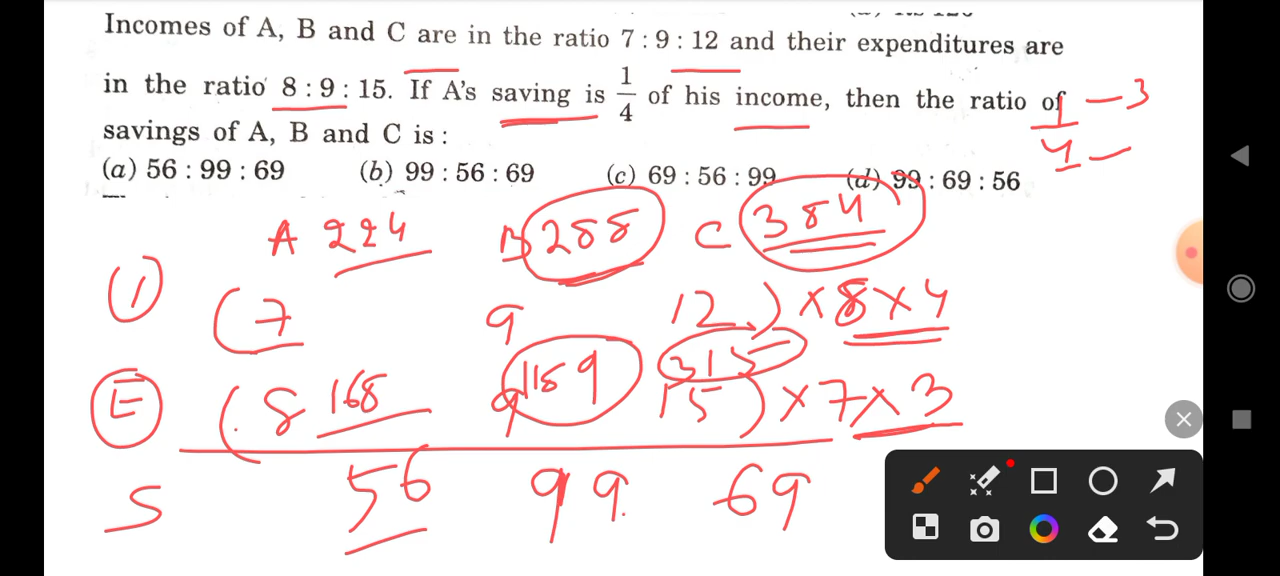 Incomes of A, B and C are in the ratio 7 : 9 : 12 and their expenditures are
in the ratio 8 : 9 : 15. If A's saving is 1/4 of his income, then the ratio of
savings of A, B and C is :
(a) 56 : 99 : 69 (b) 99 : 56 : 69 (c) 69 : 56 : 99 (d) 99 : 69 : 56
1 — 3
4 —
A 224 B 288 C 384
I (7 9 12) × 8 × 4
168 189 315
E (8 9 15) × 7 × 3
S 56 99 69